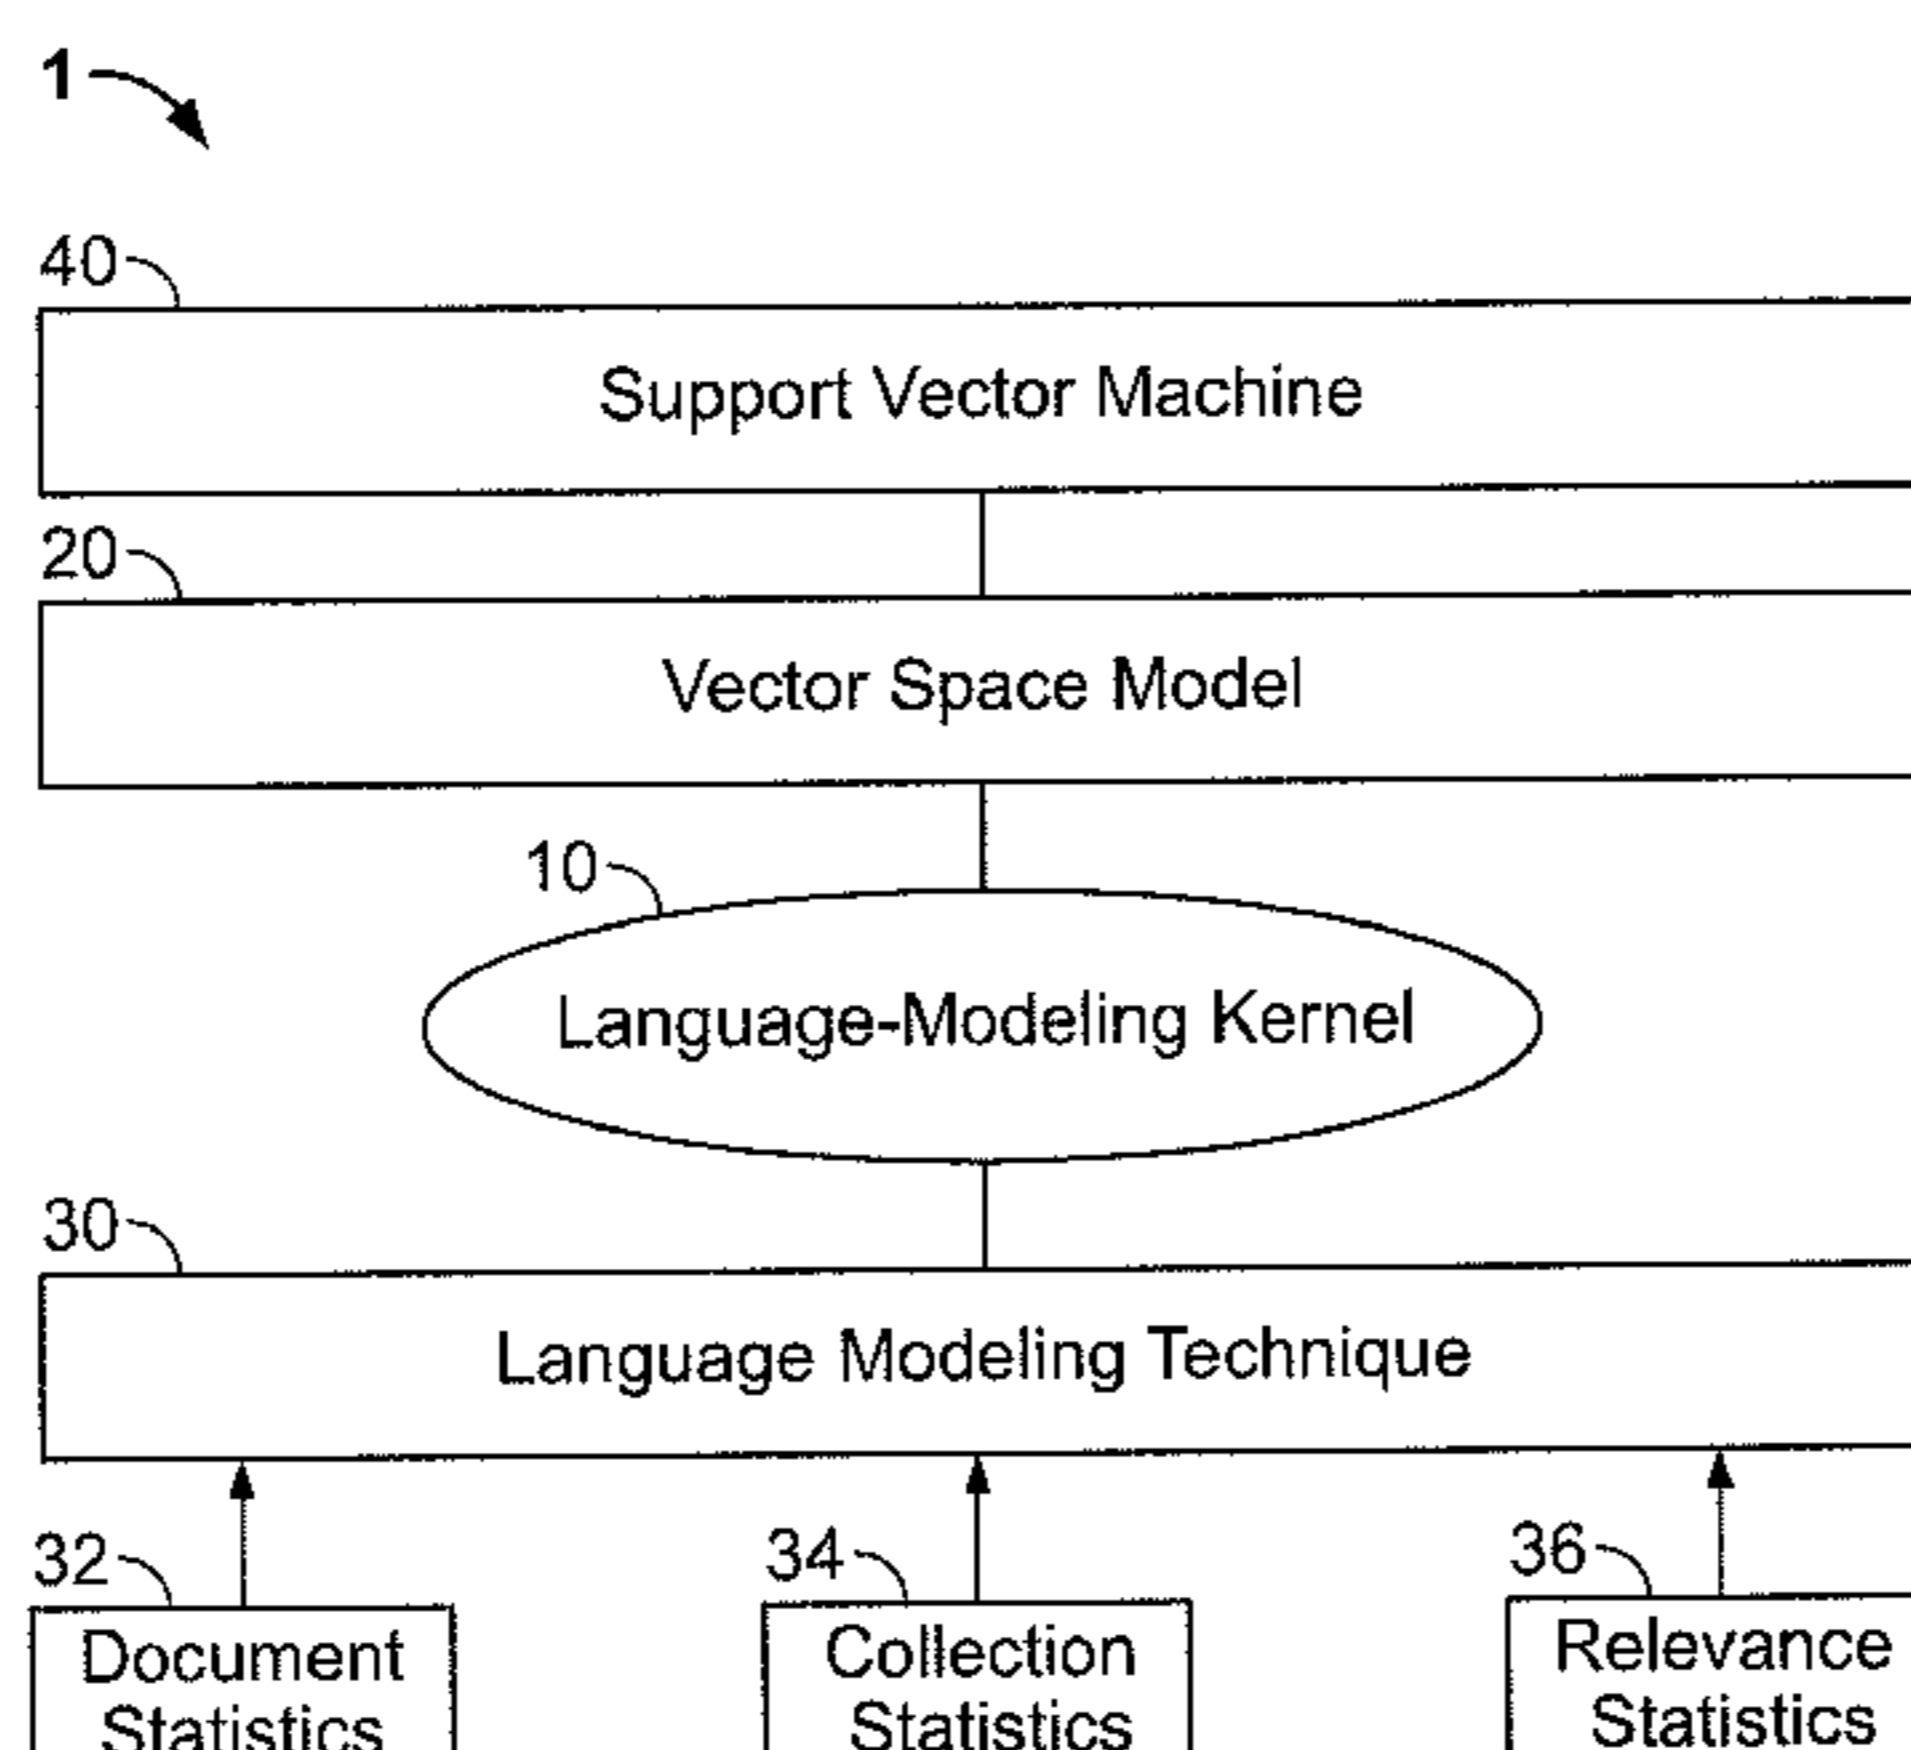 1
40
Support Vector Machine
20
Vector Space Model
10
Language-Modeling Kernel
30
Language Modeling Technique
32
34
36
Document
Statistics
Collection
Statistics
Relevance
Statistics